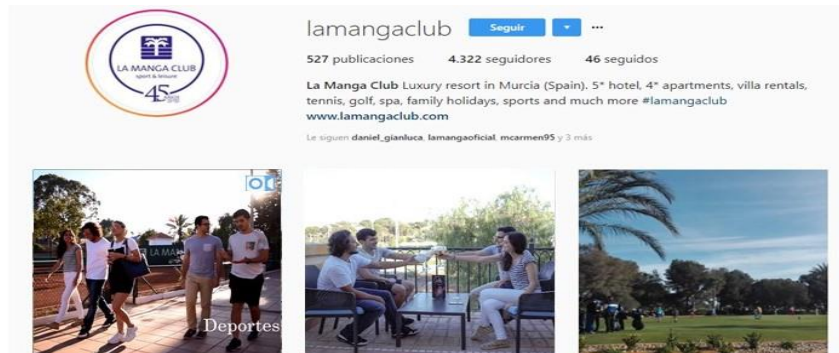 lamangaclub Seguir
527 publicaciones 4.322 seguidores 46 seguidos
La Manga Club Luxury resort in Murcia (Spain). 5* hotel, 4* apartments, villa rentals,
tennis, golf, spa, family holidays, sports and much more #lamangaclub
www.lamangaclub.com
Le siguen daniel_gianluca, lamangaoficial, mcarmen95 y 3 más
LA MANGA CLUB
sport & leisure
45
LA MA
Deportes